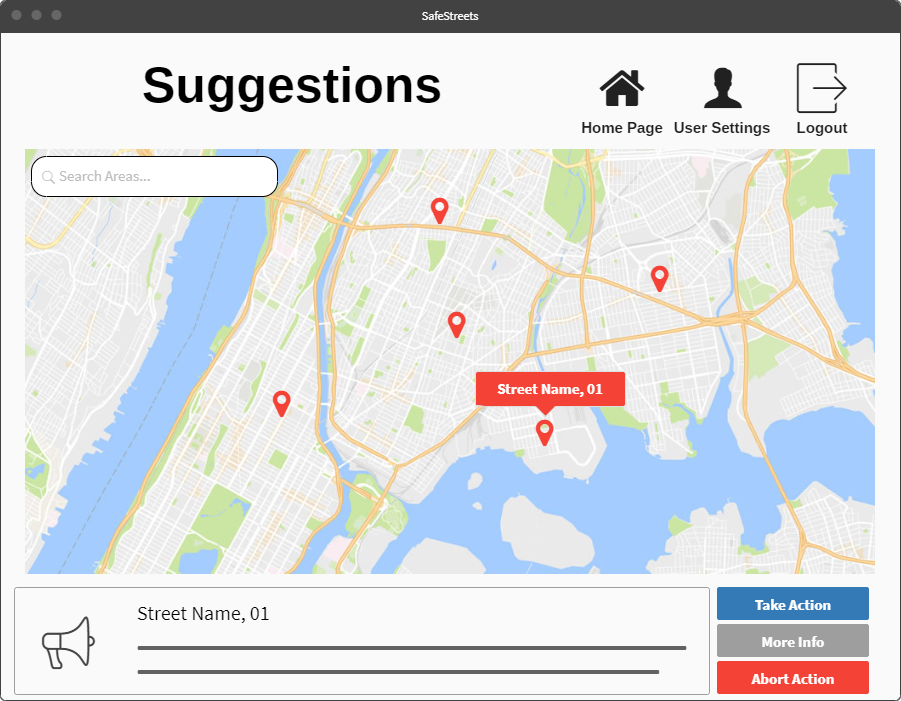 SafeStreets
Suggestions
Home Page
User Settings
Logout
Search Areas...
Street Name, 01
Street Name, 01
Take Action
More Info
Abort Action